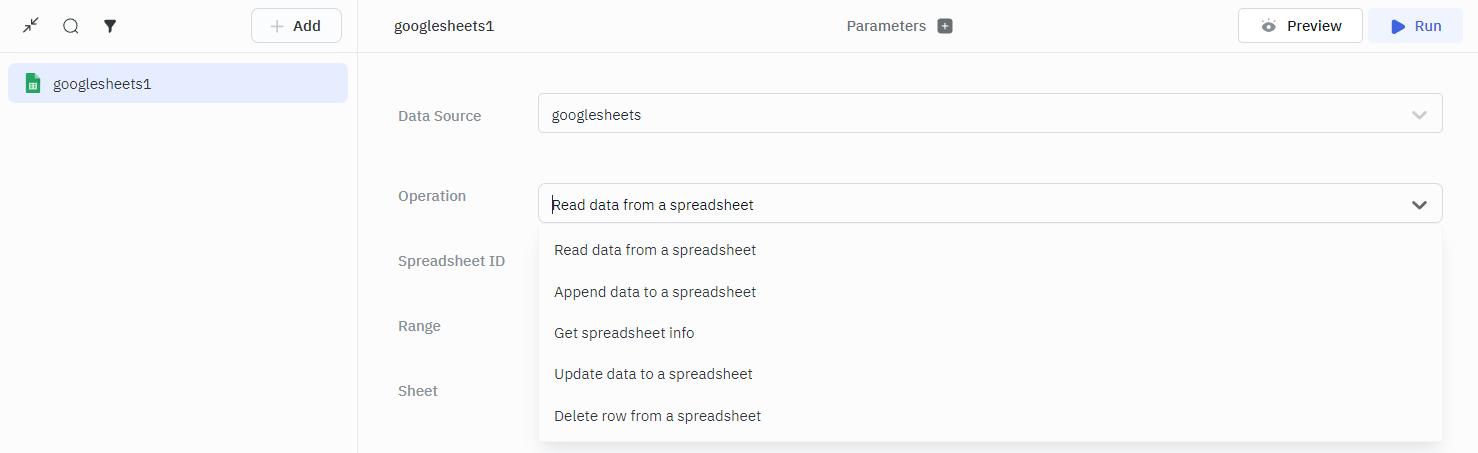 Add
googlesheets1
googlesheets1
Parameters
Preview
Run
Data Source
googlesheets
Operation
Read data from a spreadsheet
Read data from a spreadsheet
Append data to a spreadsheet
Get spreadsheet info
Update data to a spreadsheet
Delete row from a spreadsheet
Spreadsheet ID
Range
Sheet